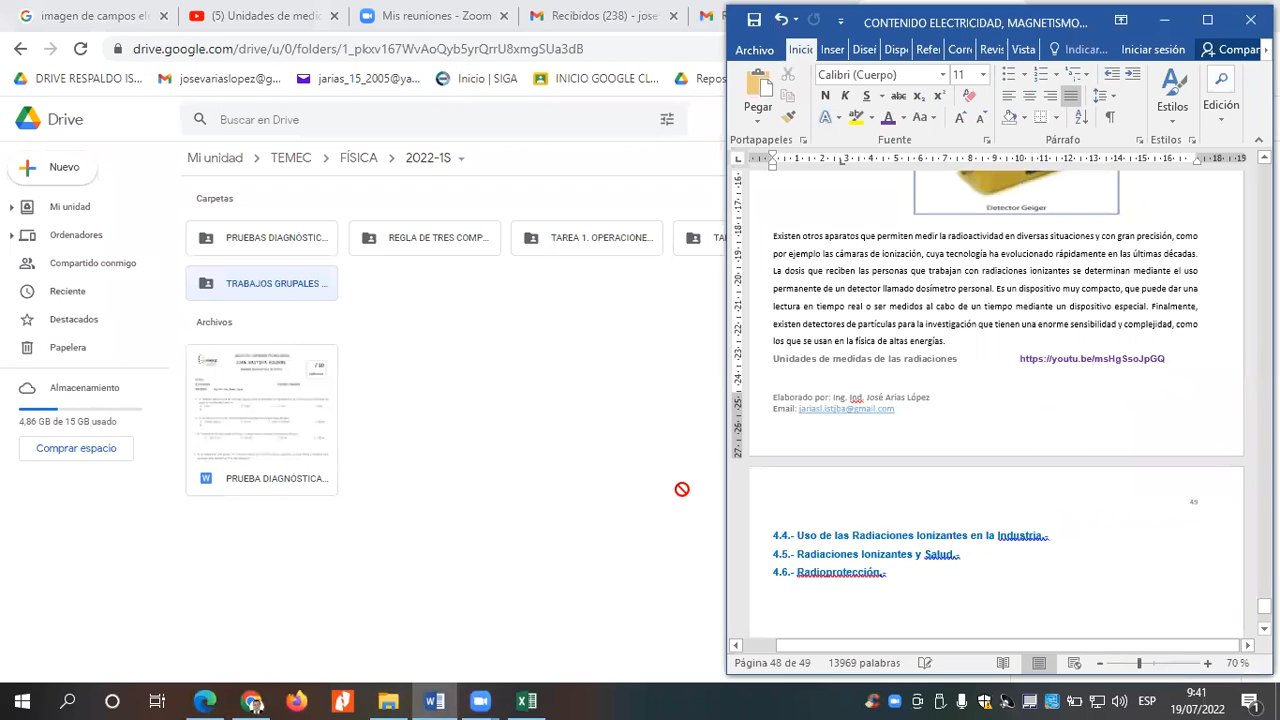 imagen de campos el
(5) Unidades de medi
Mis reuniones - Zoom
Recibidos (238) - jose
drive.google.com/drive/u/0/folders/1_pkxv167WvAoQyb5yrQrrU8xmgSUa3dB
DRIVE RESPALDO IS
josevariaslopez@g...
jarias_15_2005@ya
Inicio | SIGA
INICIO GOOGLE CL
Repos
Drive
Buscar en Drive
Nuevo
Mi unidad
Ordenadores
Compartido conmigo
Reciente
Destacados
Papelera
Almacenamiento
4,86 GB de 15 GB usado
Comprar espacio
Mi unidad > TEMEC > FÍSICA > 2022-1S
Carpetas
PRUEBAS DIAGNÓSTIC...
REGLA DE TRES COMP...
TAREA 1. OPERACIONE...
TRABAJOS GRUPALES ...
Archivos
PRUEBA DIAGNÓSTICA...
CONTENIDO ELECTRICIDAD, MAGNETISMO...
Archivo
Inicic
Inser
Diseí
Dispo
Refer
Corre
Revis
Vista
Indicar...
Iniciar sesión
Compar
Calibri (Cuerpo)
11
Pegar
N K S abc x₂ x²
Estilos
Edición
Portapapeles
Fuente
Párrafo
Estilos
Detector Geiger
Existen otros aparatos que permiten medir la radioactividad en diversas situaciones y con gran precisión, como
por ejemplo las cámaras de ionización, cuya tecnología ha evolucionado rápidamente en las últimas décadas.
La dosis que reciben las personas que trabajan con radiaciones ionizantes se determinan mediante el uso
permanente de un detector llamado dosímetro personal. Es un dispositivo muy compacto, que puede dar una
lectura en tiempo real o ser medidos al cabo de un tiempo mediante un dispositivo especial. Finalmente,
existen detectores de partículas para la investigación que tienen una enorme sensibilidad y complejidad, como
los que se usan en la física de altas energías.
Unidades de medidas de las radiaciones https://youtu.be/msHgSsoJpGQ
Elaborado por: Ing. Ind. José Arías López
Email: jariasl.istjba@gmail.com
49
4.4.- Uso de las Radiaciones Ionizantes en la Industria.-
4.5.- Radiaciones Ionizantes y Salud.-
4.6.- Radioprotección.-
Página 48 de 49
13969 palabras
70 %
ESP
9:41
19/07/2022